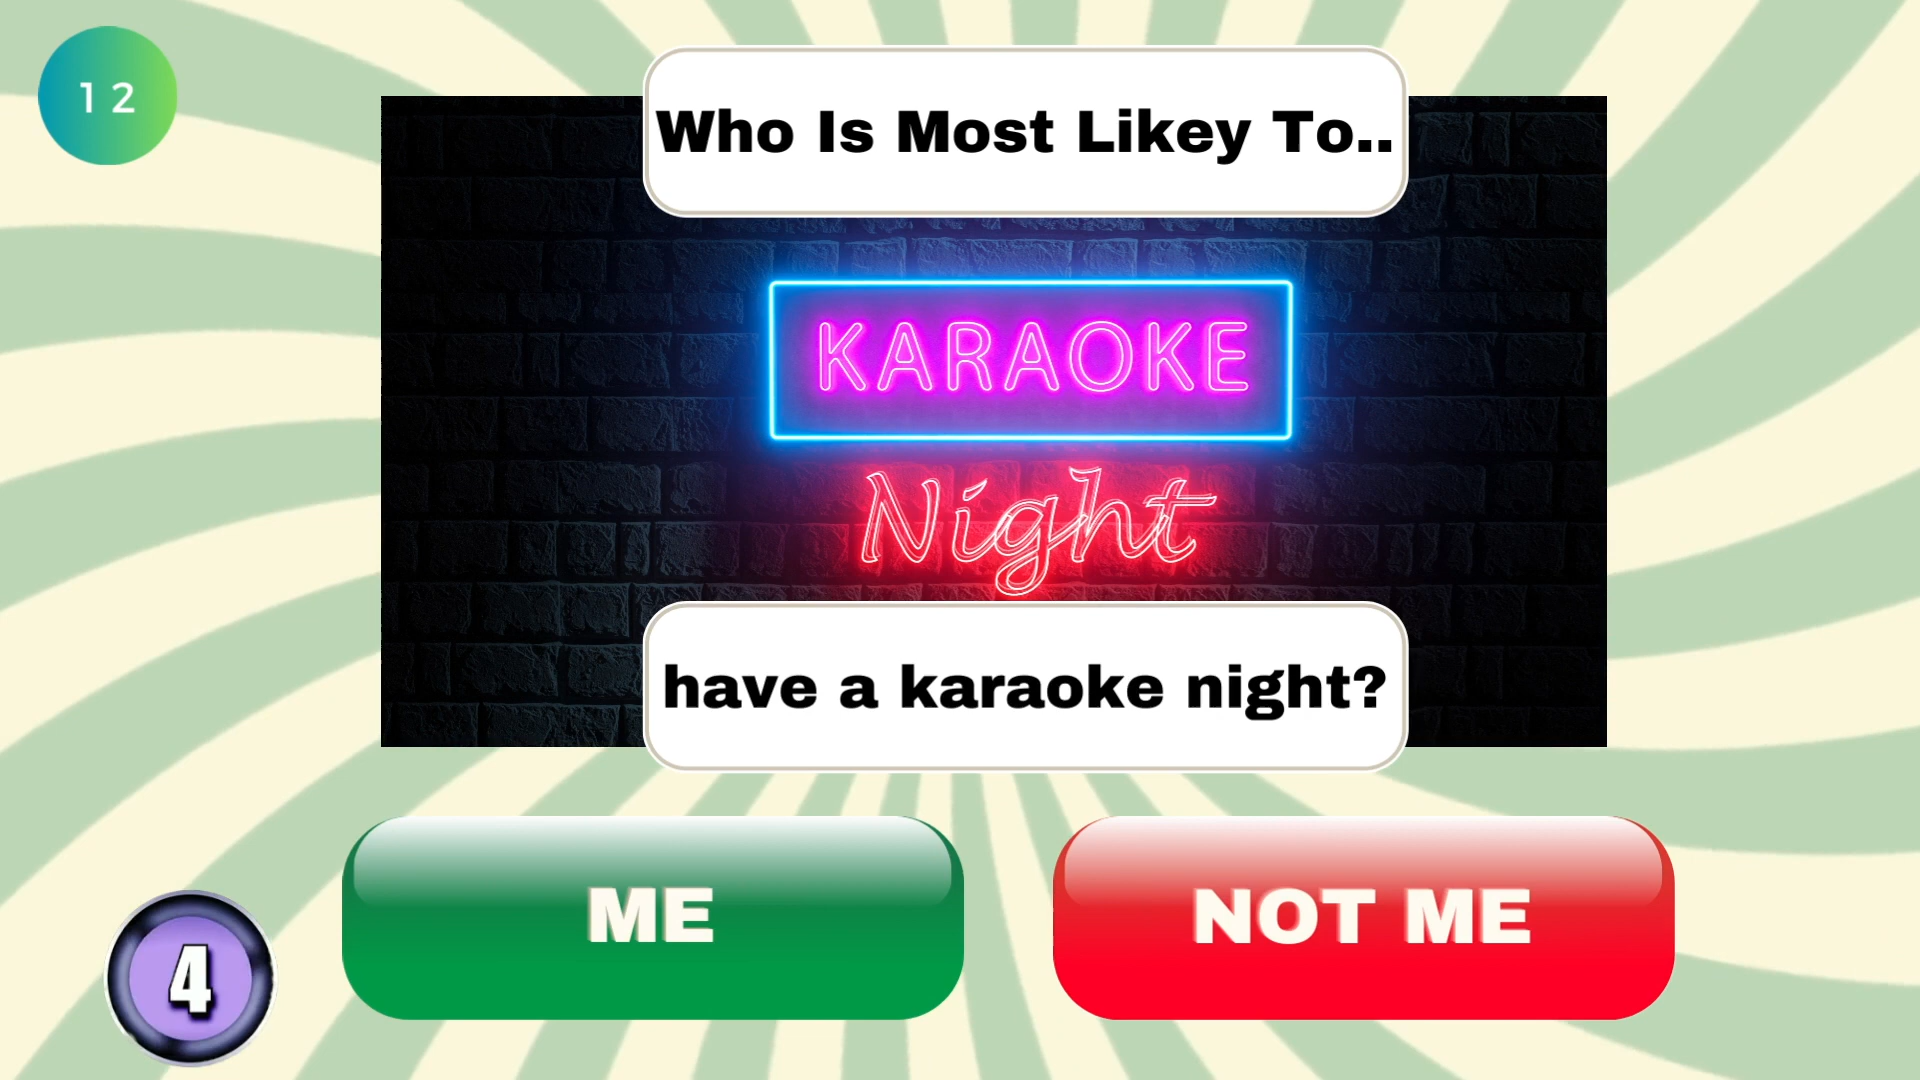 12
Who Is Most Likey To..
KARAOKE
Night
have a karaoke night?
ME
NOT ME
4